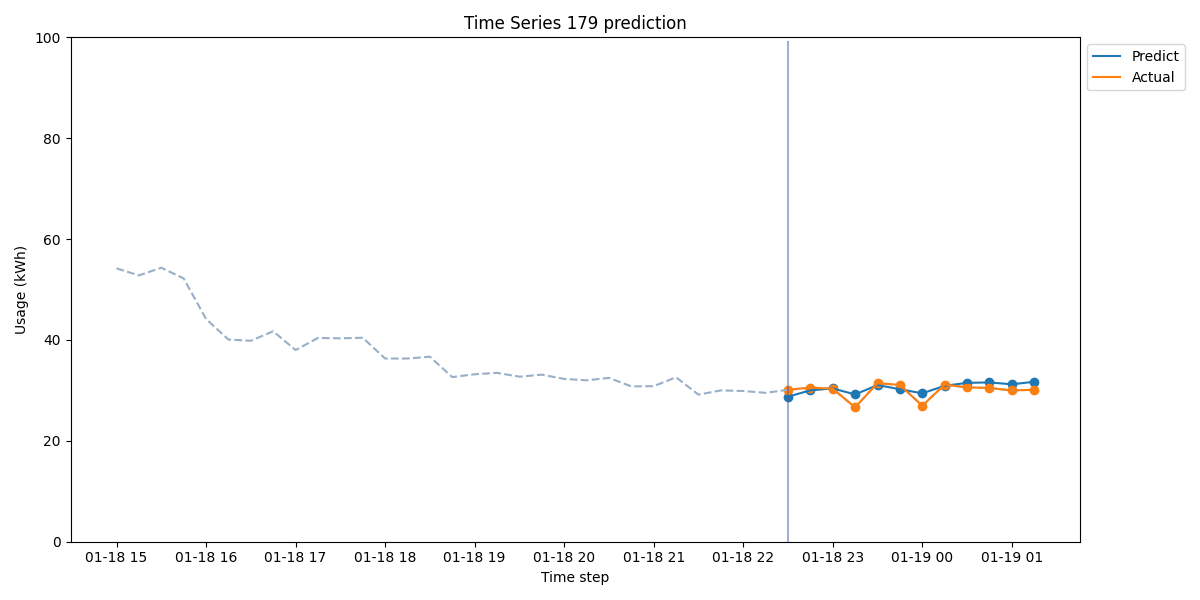 Time Series 179 prediction
100
80
60
40
20
0
Usage (kWh)
01-18 15 01-18 16 01-18 17 01-18 18 01-18 19 01-18 20 01-18 21 01-18 22 01-18 23 01-19 00 01-19 01
Time step
Predict
Actual